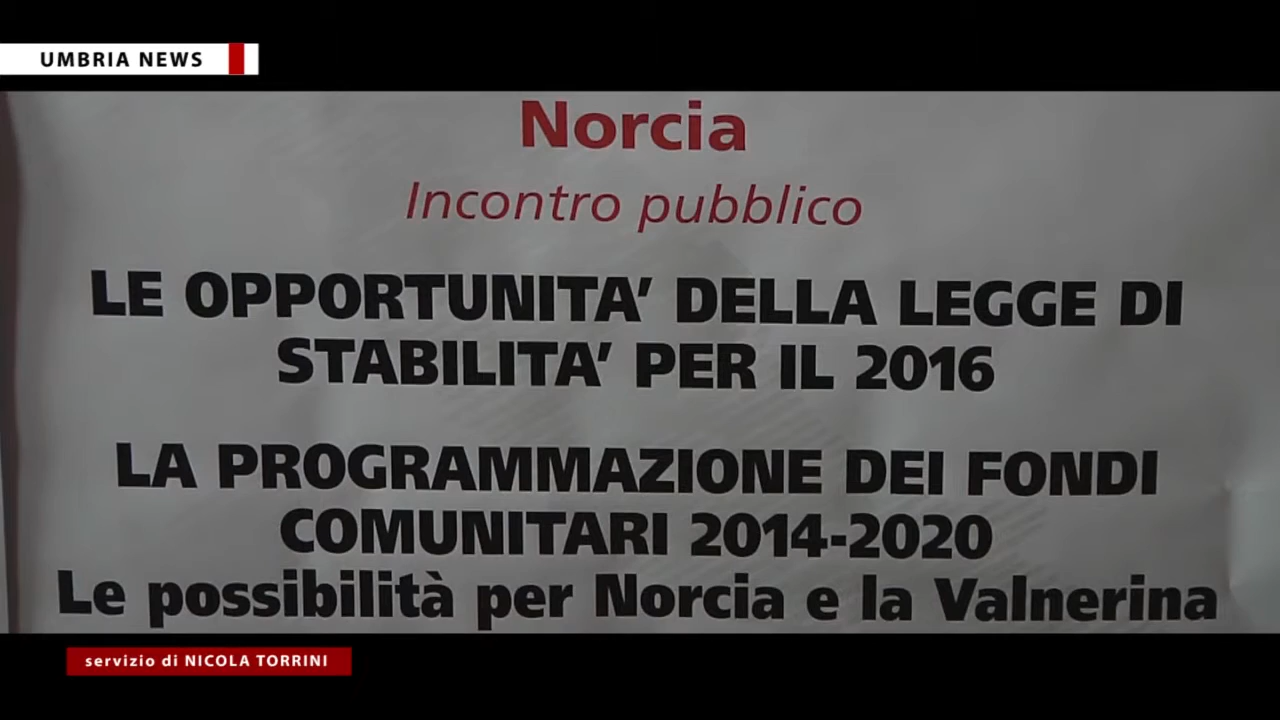 UMBRIA NEWS
Norcia
Incontro pubblico
LE OPPORTUNITA' DELLA LEGGE DI
STABILITA' PER IL 2016
LA PROGRAMMAZIONE DEI FONDI
COMUNITARI 2014-2020
Le possibilità per Norcia e la Valnerina
servizio di NICOLA TORRINI